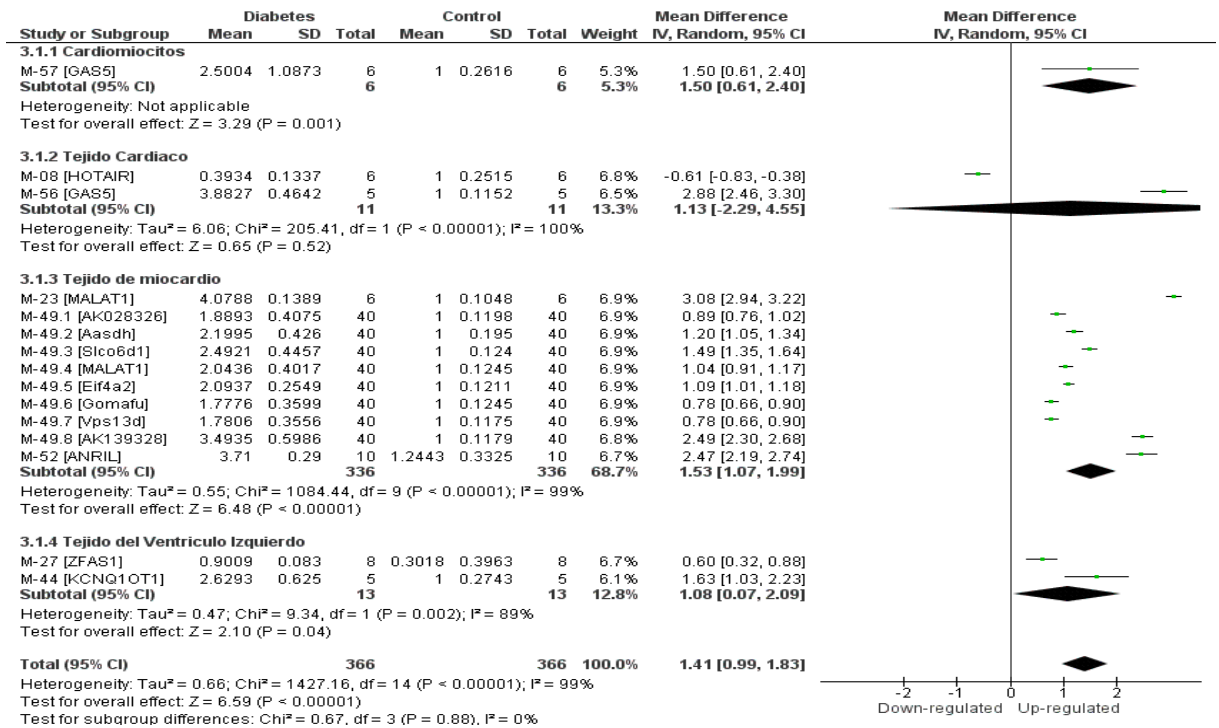 Diabetes Control Mean Difference Mean Difference
Study or Subgroup Mean SD Total Mean SD Total Weight IV, Random, 95% CI IV, Random, 95% CI
3.1.1 Cardiomiocitos
M-57 [GAS5] 2.5004 1.0873 6 1 0.2616 6 5.3% 1.50 [0.61, 2.40]
Subtotal (95% CI) 6 6 5.3% 1.50 [0.61, 2.40]
Heterogeneity: Not applicable
Test for overall effect: Z = 3.29 (P = 0.001)
3.1.2 Tejido Cardiaco
M-08 [HOTAIR] 0.3934 0.1337 6 1 0.2515 6 6.8% -0.61 [-0.83, -0.38]
M-56 [GAS5] 3.8827 0.4642 5 1 0.1152 5 6.5% 2.88 [2.46, 3.30]
Subtotal (95% CI) 11 11 13.3% 1.13 [-2.29, 4.55]
Heterogeneity: Tau² = 6.06; Chi² = 205.41, df = 1 (P < 0.00001); I² = 100%
Test for overall effect: Z = 0.65 (P = 0.52)
3.1.3 Tejido de miocardio
M-23 [MALAT1] 4.0788 0.1389 6 1 0.1048 6 6.9% 3.08 [2.94, 3.22]
M-49.1 [AK028326] 1.8893 0.4075 40 1 0.1198 40 6.9% 0.89 [0.76, 1.02]
M-49.2 [Aasdh] 2.1995 0.426 40 1 0.195 40 6.9% 1.20 [1.05, 1.34]
M-49.3 [Slco6d1] 2.4921 0.4457 40 1 0.124 40 6.9% 1.49 [1.35, 1.64]
M-49.4 [MALAT1] 2.0436 0.4017 40 1 0.1245 40 6.9% 1.04 [0.91, 1.17]
M-49.5 [Eif4a2] 2.0937 0.2549 40 1 0.1211 40 6.9% 1.09 [1.01, 1.18]
M-49.6 [Gomafu] 1.7776 0.3599 40 1 0.1245 40 6.9% 0.78 [0.66, 0.90]
M-49.7 [Vps13d] 1.7806 0.3556 40 1 0.1175 40 6.9% 0.78 [0.66, 0.90]
M-49.8 [AK139328] 3.4935 0.5986 40 1 0.1179 40 6.8% 2.49 [2.30, 2.68]
M-52 [ANRIL] 3.71 0.29 10 1.2443 0.3325 10 6.7% 2.47 [2.19, 2.74]
Subtotal (95% CI) 336 336 68.7% 1.53 [1.07, 1.99]
Heterogeneity: Tau² = 0.55; Chi² = 1084.44, df = 9 (P < 0.00001); I² = 99%
Test for overall effect: Z = 6.48 (P < 0.00001)
3.1.4 Tejido del Ventriculo Izquierdo
M-27 [ZFAS1] 0.9009 0.083 8 0.3018 0.3963 8 6.7% 0.60 [0.32, 0.88]
M-44 [KCNQ1OT1] 2.6293 0.625 5 1 0.2743 5 6.1% 1.63 [1.03, 2.23]
Subtotal (95% CI) 13 13 12.8% 1.08 [0.07, 2.09]
Heterogeneity: Tau² = 0.47; Chi² = 9.34, df = 1 (P = 0.002); I² = 89%
Test for overall effect: Z = 2.10 (P = 0.04)
Total (95% CI) 366 366 100.0% 1.41 [0.99, 1.83]
Heterogeneity: Tau² = 0.66; Chi² = 1427.16, df = 14 (P < 0.00001); I² = 99%
Test for overall effect: Z = 6.59 (P < 0.00001)
Test for subgroup differences: Chi² = 0.67, df = 3 (P = 0.88), I² = 0%
-2 -1 0 1 2
Down-regulated Up-regulated